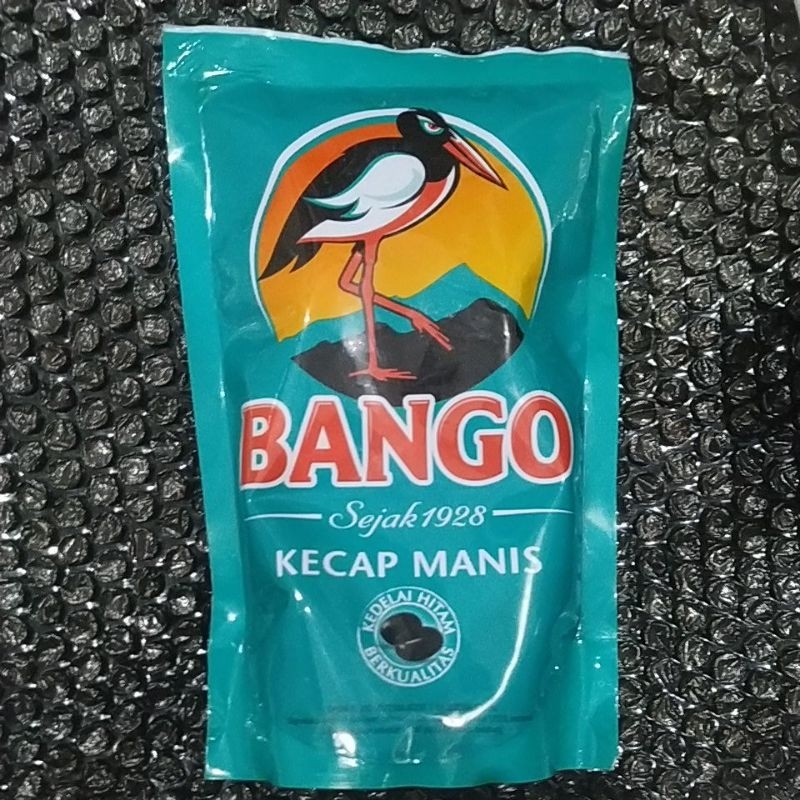 BANGO
Sejak 1928
KECAP MANIS
KEDELAI HITAM
BERKUALITAS